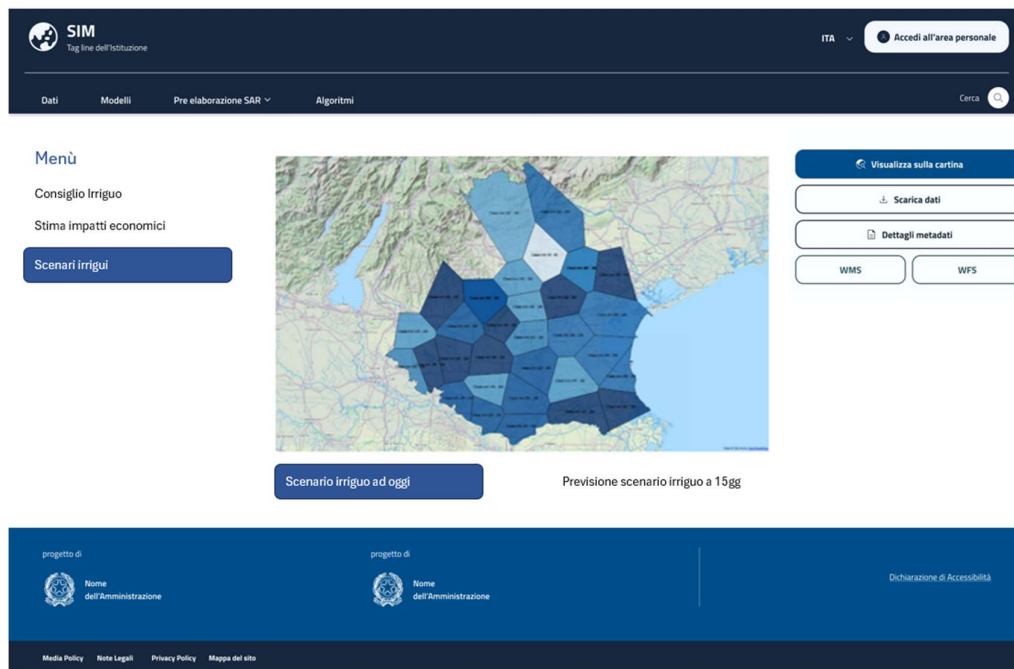 SIM
Tag line dell'Istituzione
ITA
Accedi all'area personale
Dati
Modelli
Pre elaborazione SAR
Algoritmi
Cerca
Menù
Consiglio Irriguo
Stima impatti economici
Scenari irrigui
Visualizza sulla cartina
Scarica dati
Dettagli metadati
WMS
WFS
Scenario irriguo ad oggi
Previsione scenario irriguo a 15gg
progetto di
Nome
dell'Amministrazione
progetto di
Nome
dell'Amministrazione
Dichiarazione di Accessibilità
Media Policy
Note Legali
Privacy Policy
Mappa del sito